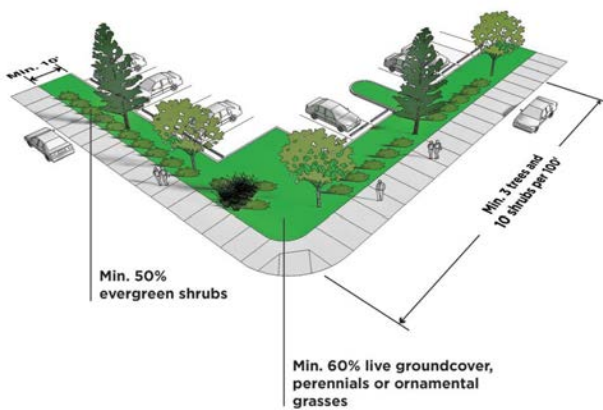 Min. 10'
Min. 3 trees and
10 shrubs per 100'
Min. 50%
evergreen shrubs
Min. 60% live groundcover,
perennials or ornamental
grasses